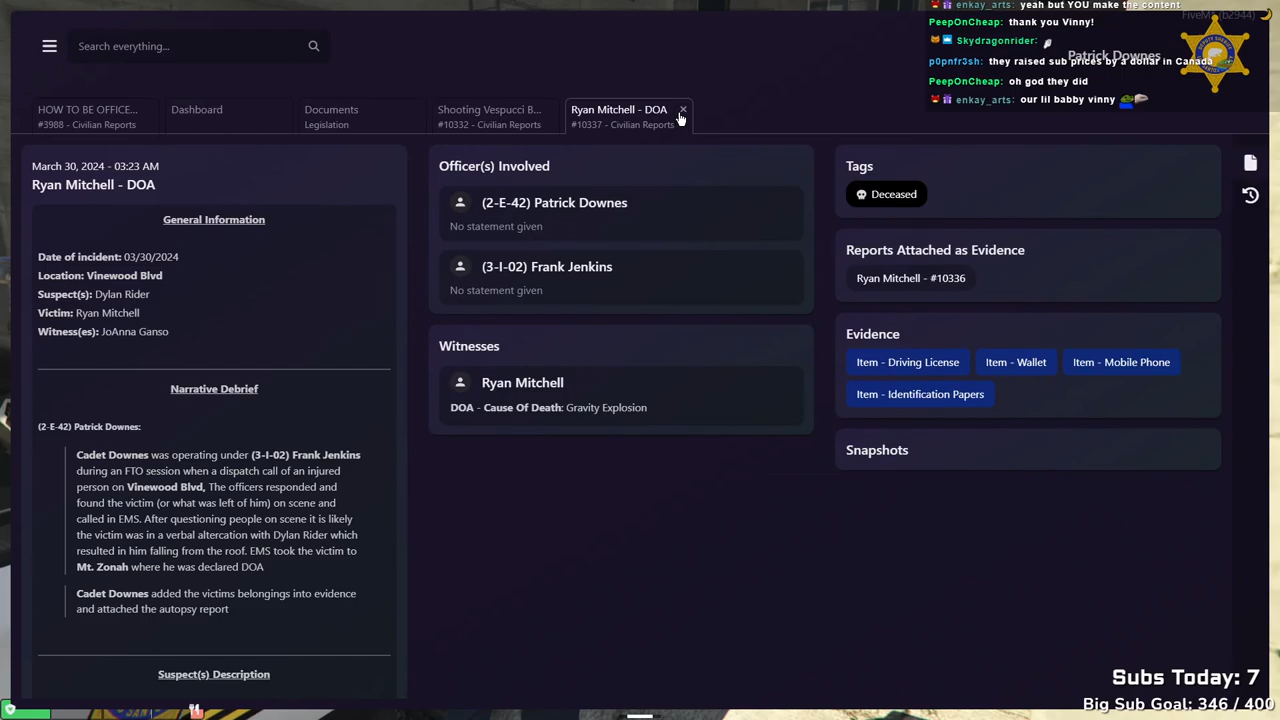 Search everything...
FiveM® (b2944)
Patrick Downes
enkay_arts: yeah but YOU make the content
PeepOnCheap: thank you Vinny!
Skydragonrider:
p0pnfr3sh: they raised sub prices by a dollar in Canada
PeepOnCheap: oh god they did
enkay_arts: our lil babby vinny
HOW TO BE OFFICE...
#3988 - Civilian Reports
Dashboard
Documents
Legislation
Shooting Vespucci B...
#10332 - Civilian Reports
Ryan Mitchell - DOA
#10337 - Civilian Reports
March 30, 2024 - 03:23 AM
Ryan Mitchell - DOA
General Information
Date of incident: 03/30/2024
Location: Vinewood Blvd
Suspect(s): Dylan Rider
Victim: Ryan Mitchell
Witness(es): JoAnna Ganso
Narrative Debrief
(2-E-42) Patrick Downes:
Cadet Downes was operating under (3-I-02) Frank Jenkins
during an FTO session when a dispatch call of an injured
person on Vinewood Blvd, The officers responded and
found the victim (or what was left of him) on scene and
called in EMS. After questioning people on scene it is likely
the victim was in a verbal altercation with Dylan Rider which
resulted in him falling from the roof. EMS took the victim to
Mt. Zonah where he was declared DOA
Cadet Downes added the victims belongings into evidence
and attached the autopsy report
Suspect(s) Description
Officer(s) Involved
(2-E-42) Patrick Downes
No statement given
(3-I-02) Frank Jenkins
No statement given
Witnesses
Ryan Mitchell
DOA - Cause Of Death: Gravity Explosion
Tags
Deceased
Reports Attached as Evidence
Ryan Mitchell - #10336
Evidence
Item - Driving License
Item - Wallet
Item - Mobile Phone
Item - Identification Papers
Snapshots
Subs Today: 7
Big Sub Goal: 346 / 400